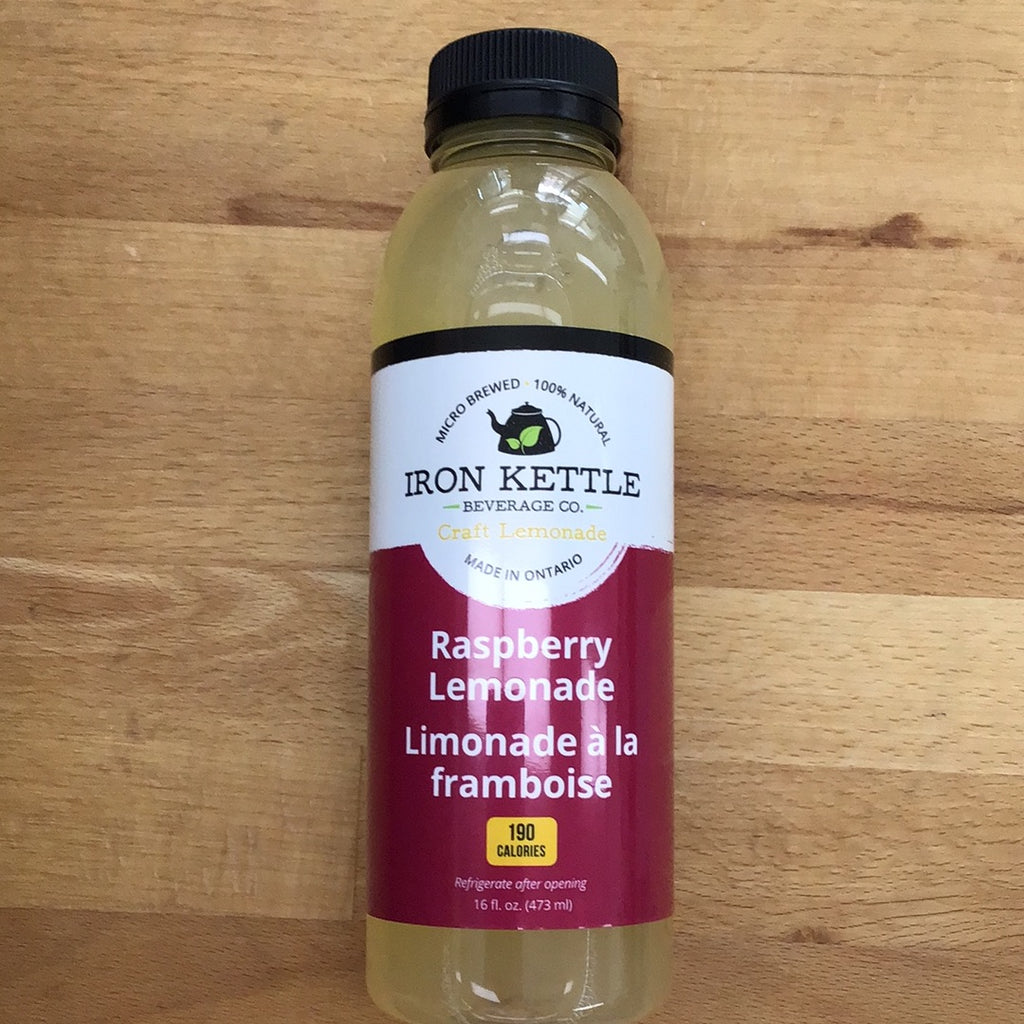 MICRO BREWED · 100% NATURAL
IRON KETTLE
BEVERAGE CO.
Craft Lemonade
MADE IN ONTARIO
Raspberry
Lemonade
Limonade à la
framboise
190
CALORIES
Refrigerate after opening
16 fl. oz. (473 ml)